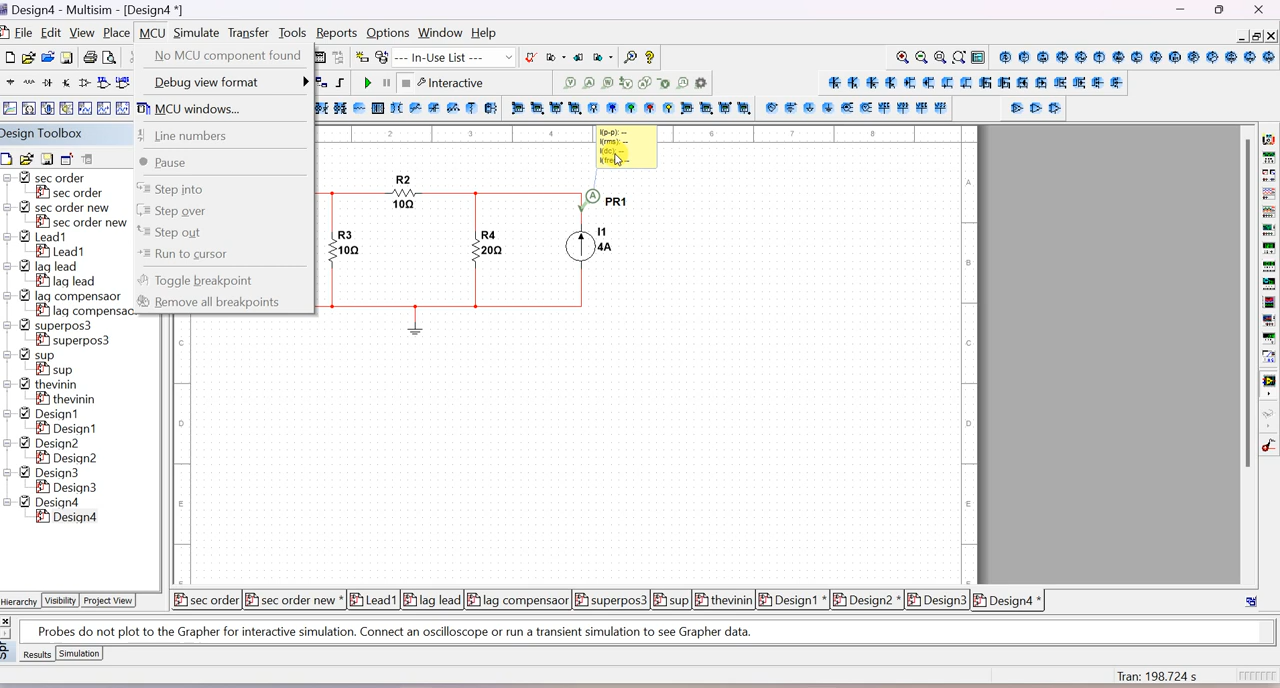 Design4 - Multisim - [Design4 *]
File Edit View Place MCU Simulate Transfer Tools Reports Options Window Help
No MCU component found
Debug view format
MCU windows...
Line numbers
Pause
Step into
Step over
Step out
Run to cursor
Toggle breakpoint
Remove all breakpoints
--- In-Use List ---
Interactive
Design Toolbox
sec order
sec order
sec order new
sec order new
Lead1
Lead1
lag lead
lag lead
lag compensaor
lag compensao
superpos3
superpos3
sup
sup
thevinin
thevinin
Design1
Design1
Design2
Design2
Design3
Design3
Design4
Design4
Hierarchy Visibility Project View
2 3 4 6 7 8
A
B
C C
D D
E E
I(p-p): --
I(rms): --
I(dc): --
I(freq): --
A
PR1
R2
10Ω
R3
10Ω
R4
20Ω
I1
4A
sec order sec order new * Lead1 lag lead lag compensaor superpos3 sup thevinin Design1 * Design2 * Design3 Design4 *
Probes do not plot to the Grapher for interactive simulation. Connect an oscilloscope or run a transient simulation to see Grapher data.
Results Simulation
Tran: 198.724 s